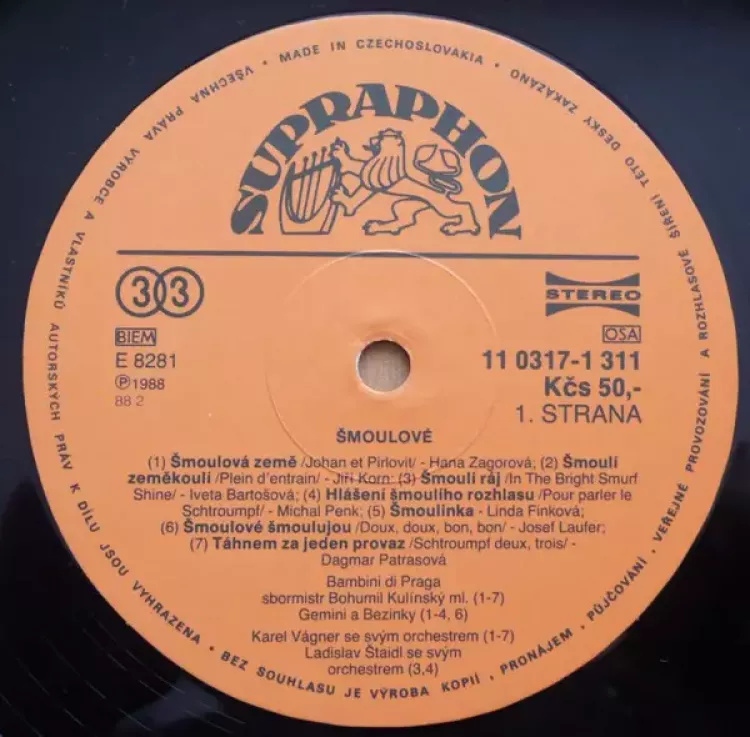 VŠECHNA PRÁVA VÝROBCE A VLASTNÍKŮ AUTORSKÝCH PRÁV K DÍLU JSOU VYHRAZENA • BEZ SOUHLASU JE VÝROBA KOPIÍ, PRONÁJEM, PŮJČOVÁNÍ, VEŘEJNÉ PROVOZOVÁNÍ A ROZHLASOVÉ ŠÍŘENÍ TÉTO DESKY ZAKÁZÁNO • MADE IN CZECHOSLOVAKIA •
SUPRAPHON
33
STEREO
BIEM
OSA
E 8281
11 0317-1 311
Ⓟ1988
Kčs 50,-
88 2
1. STRANA
ŠMOULOVÉ
(1) Šmoulová země /Johan et Pirlovit/ - Hana Zagorová; (2) Šmoulí
zeměkoulí /Plein d'entrain/ - Jiří Korn; (3) Šmoulí ráj /In The Bright Smurf
Shine/ - Iveta Bartošová; (4) Hlášení šmoulího rozhlasu /Pour parler le
Schtroumpf/ - Michal Penk; (5) Šmoulinka - Linda Finková;
(6) Šmoulové šmoulujou /Doux, doux, bon, bon/ - Josef Laufer;
(7) Táhnem za jeden provaz /Schtroumpf deux, trois/ -
Dagmar Patrasová
Bambini di Praga
sbormistr Bohumil Kulínský ml. (1-7)
Gemini a Bezinky (1-4, 6)
Karel Vágner se svým orchestrem (1-7)
Ladislav Štaidl se svým
orchestrem (3,4)